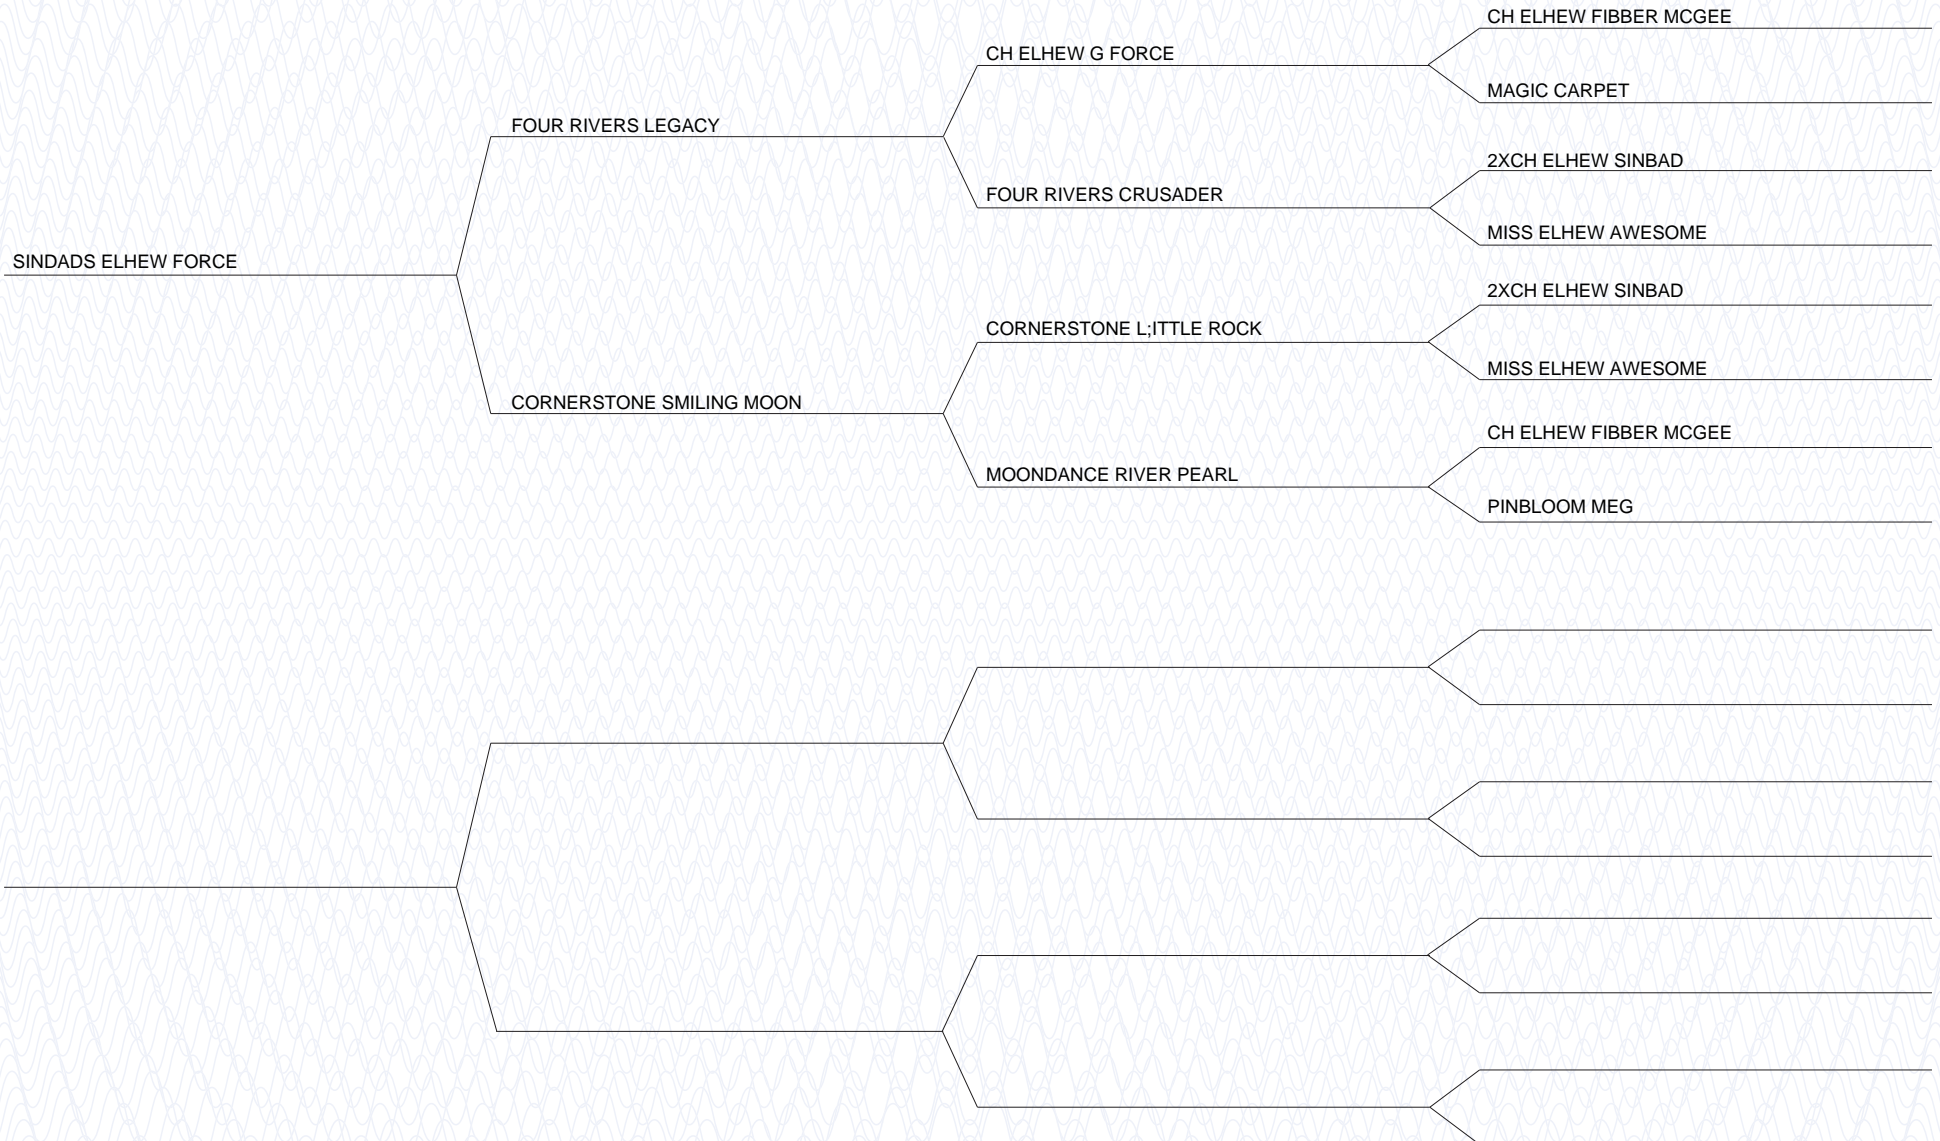 CH ELHEW FIBBER MCGEE
CH ELHEW G FORCE
MAGIC CARPET
FOUR RIVERS LEGACY
2XCH ELHEW SINBAD
FOUR RIVERS CRUSADER
MISS ELHEW AWESOME
SINDADS ELHEW FORCE
2XCH ELHEW SINBAD
CORNERSTONE L;ITTLE ROCK
MISS ELHEW AWESOME
CORNERSTONE SMILING MOON
CH ELHEW FIBBER MCGEE
MOONDANCE RIVER PEARL
PINBLOOM MEG